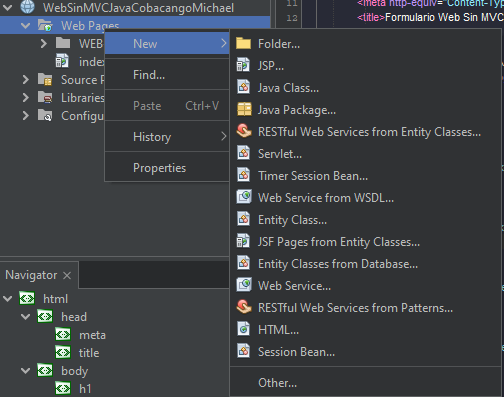 WebSinMVCJavaCobacangoMichael
Web Pages
WEB
index
Source P
Libraries
Configu
New
Find...
Paste Ctrl+V
History
Properties
Folder...
JSP...
Java Class...
Java Package...
RESTful Web Services from Entity Classes...
Servlet...
Timer Session Bean...
Web Service from WSDL...
Entity Class...
JSF Pages from Entity Classes...
Entity Classes from Database...
Web Service...
RESTful Web Services from Patterns...
HTML...
Session Bean...
Other...
11 <meta http-equiv="Content-Typ
12 <title>Formulario Web Sin MVC
Navigator
html
head
meta
title
body
h1